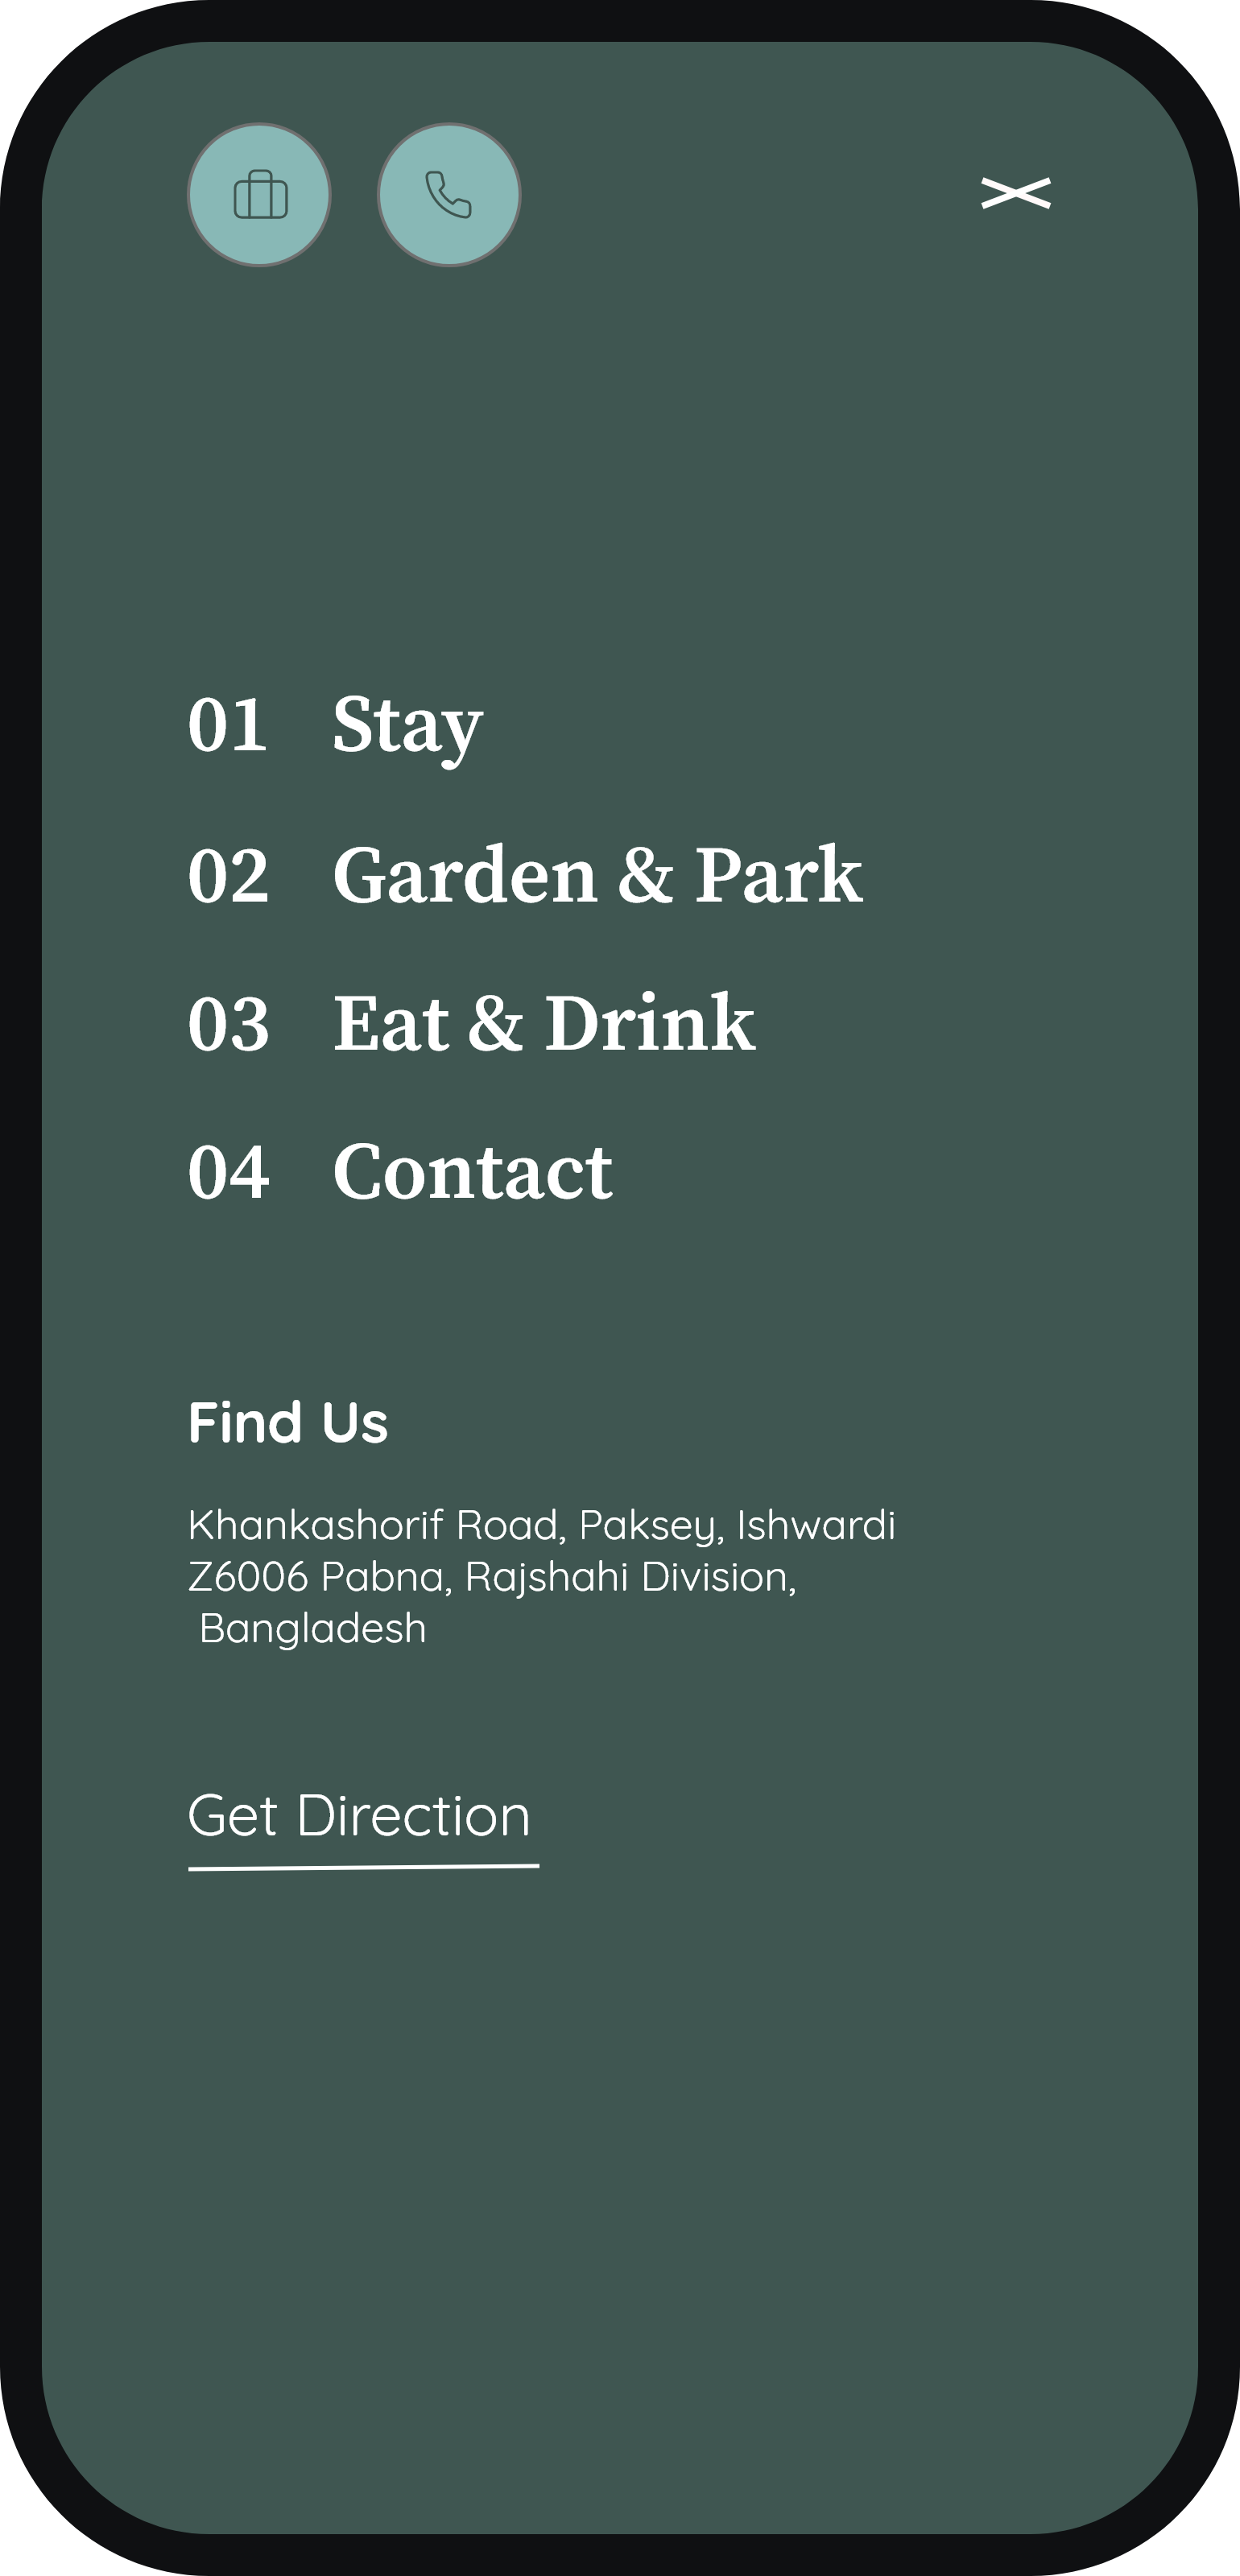 01 Stay
02 Garden & Park
03 Eat & Drink
04 Contact
Find Us
Khankashorif Road, Paksey, Ishwardi
Z6006 Pabna, Rajshahi Division,
Bangladesh
Get Direction